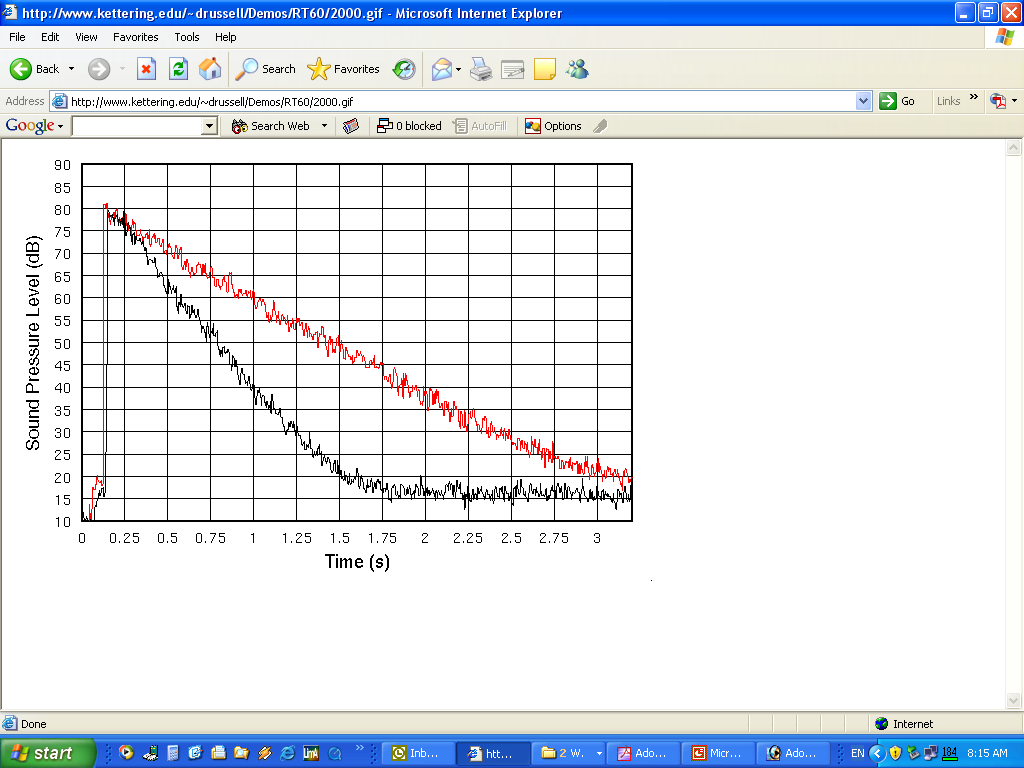 http://www.kettering.edu/~drussell/Demos/RT60/2000.gif - Microsoft Internet Explorer
File Edit View Favorites Tools Help
Back Search Favorites
Address http://www.kettering.edu/~drussell/Demos/RT60/2000.gif Go Links »
Google Search Web 0 blocked AutoFill Options
90
85
80
75
70
65
60
55
50
45
40
35
30
25
20
15
10
Sound Pressure Level (dB)
0 0.25 0.5 0.75 1 1.25 1.5 1.75 2 2.25 2.5 2.75 3
Time (s)
Done Internet
start » Inb... htt... 2 W. Ado... Micr... Ado... EN 184 8:15 AM